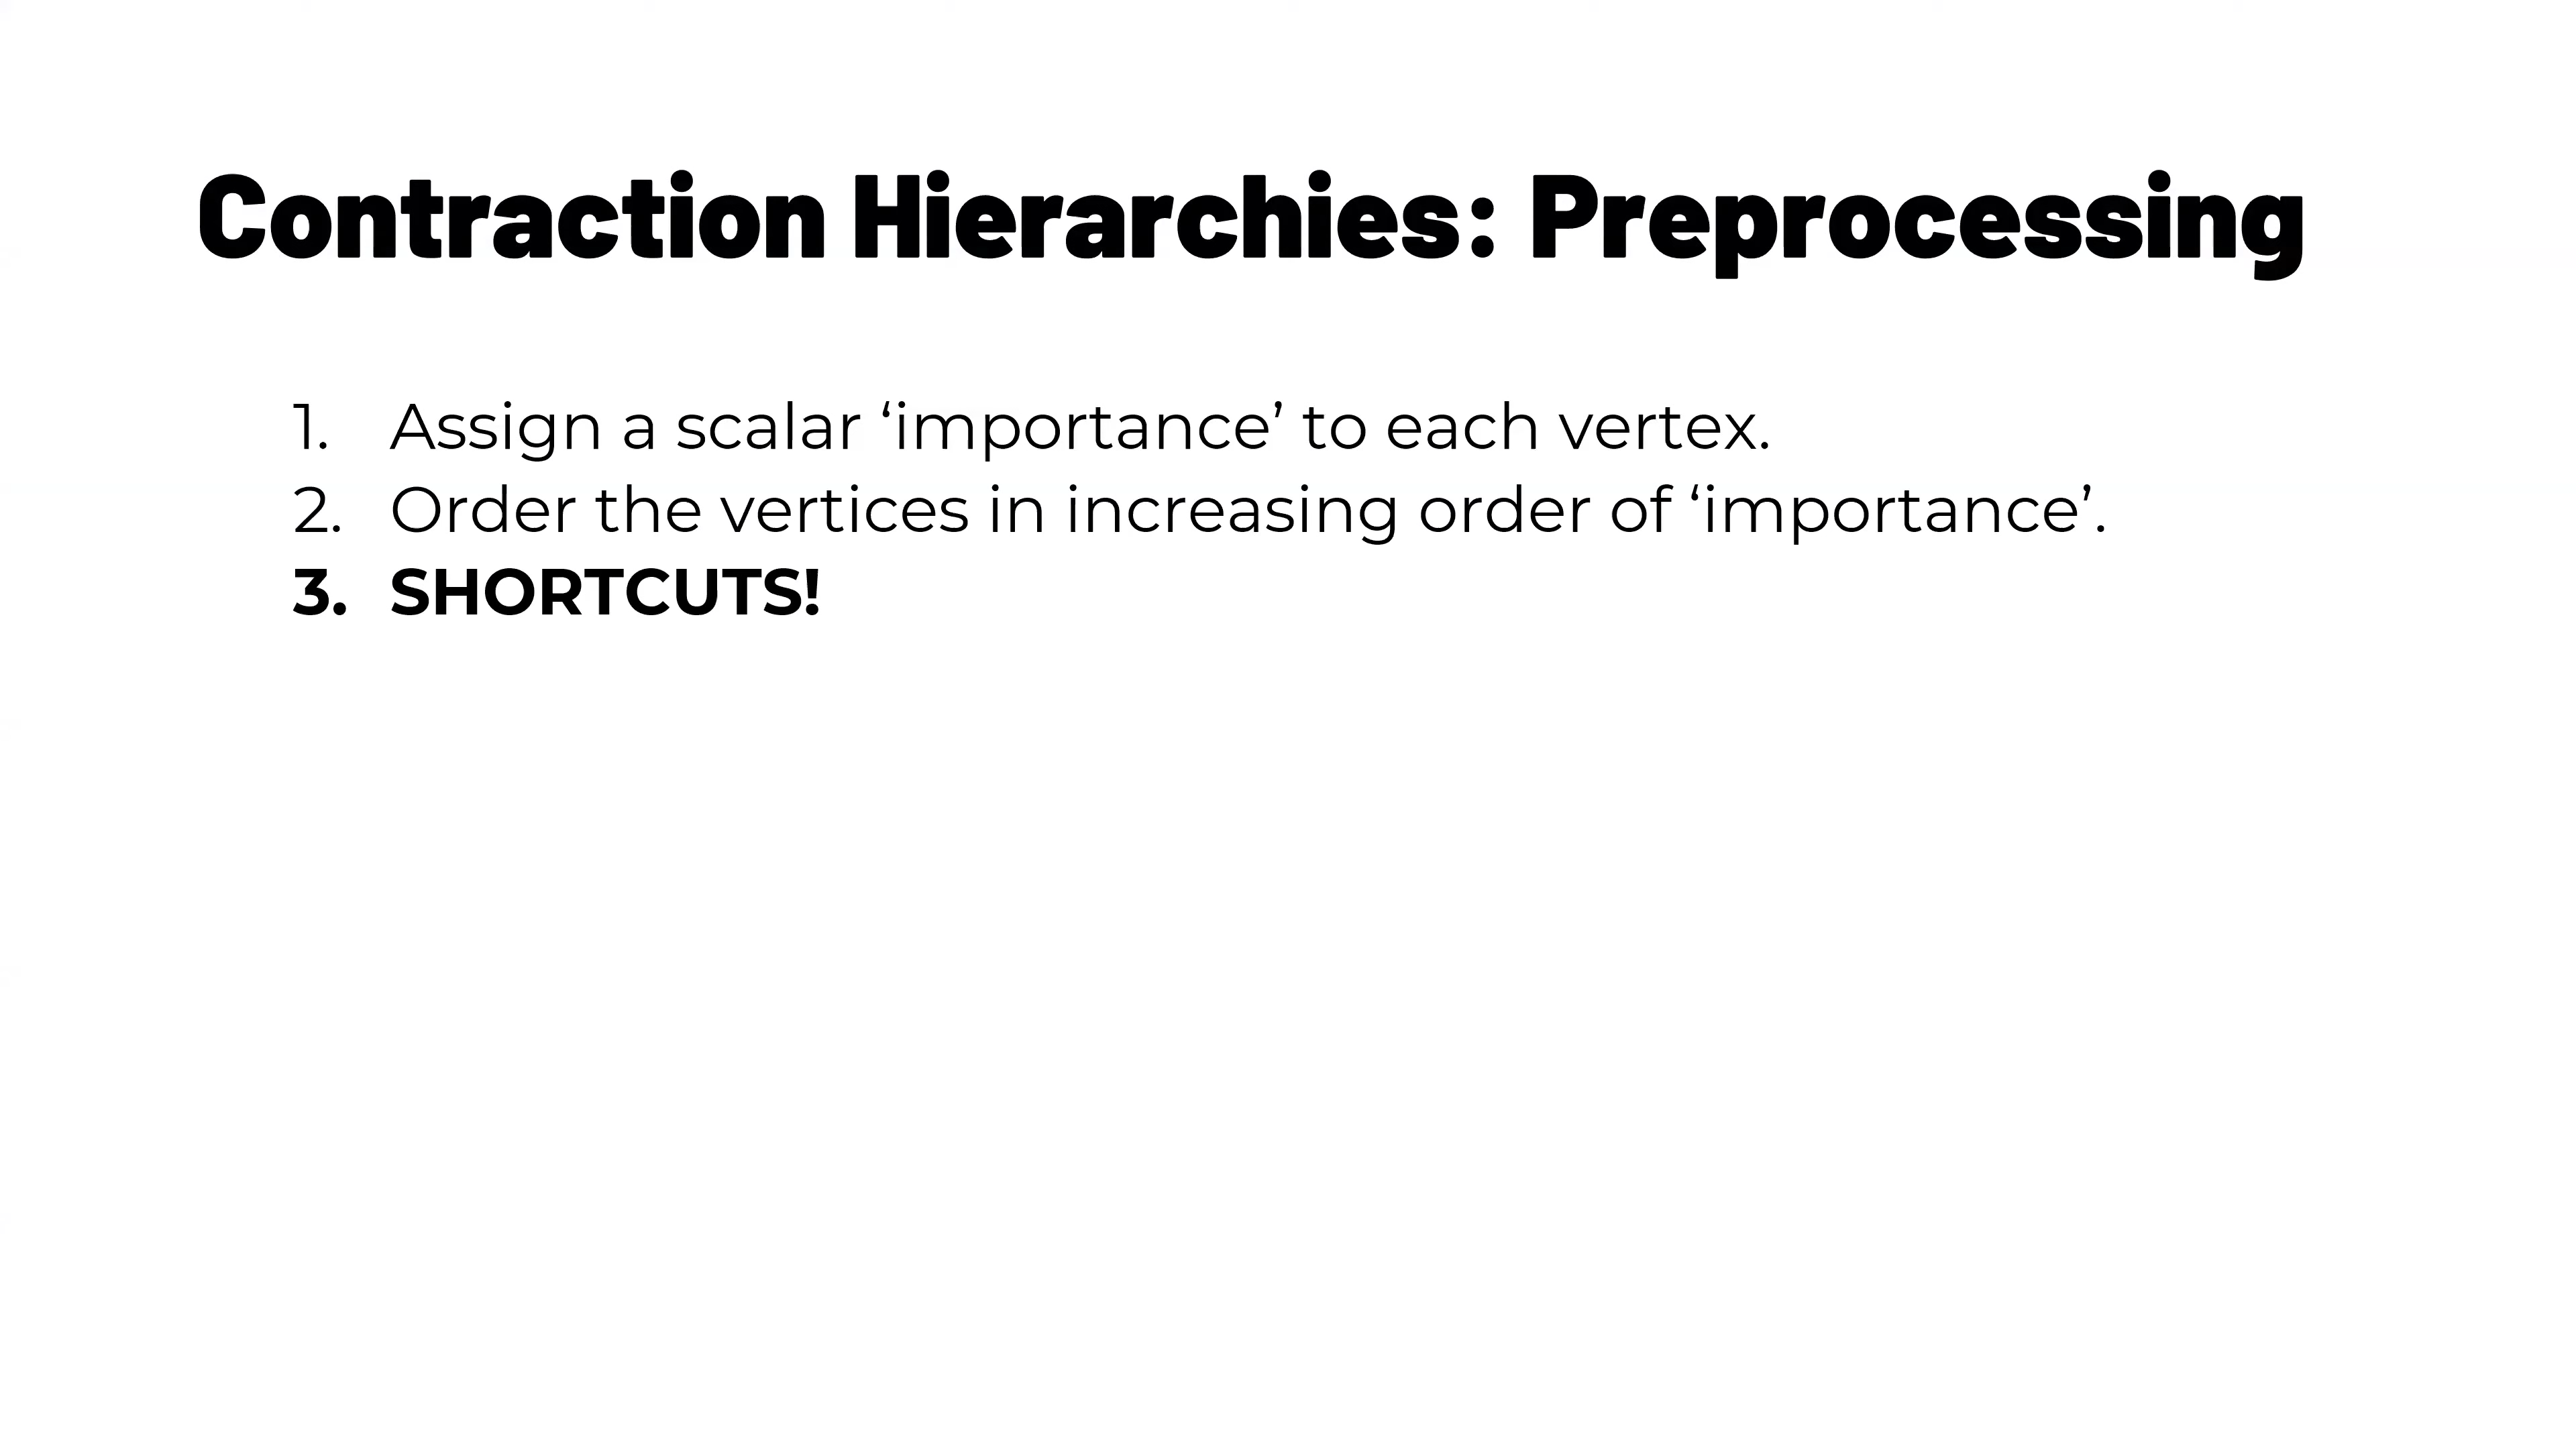 Contraction Hierarchies: Preprocessing
1. Assign a scalar ‘importance’ to each vertex.
2. Order the vertices in increasing order of ‘importance’.
3. SHORTCUTS!